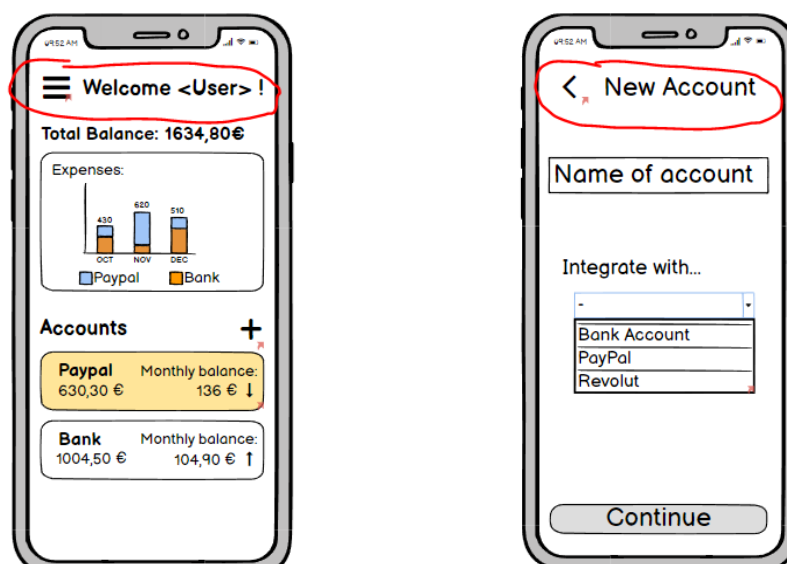 09:52 AM
Welcome <User> !
Total Balance: 1634,80€
Expenses:
430
620
510
OCT
NOV
DEC
Paypal
Bank
Accounts
Paypal
Monthly balance:
630,30 €
136 €
Bank
Monthly balance:
1004,50 €
104,90 €
09:52 AM
New Account
Name of account
Integrate with...
-
Bank Account
PayPal
Revolut
Continue